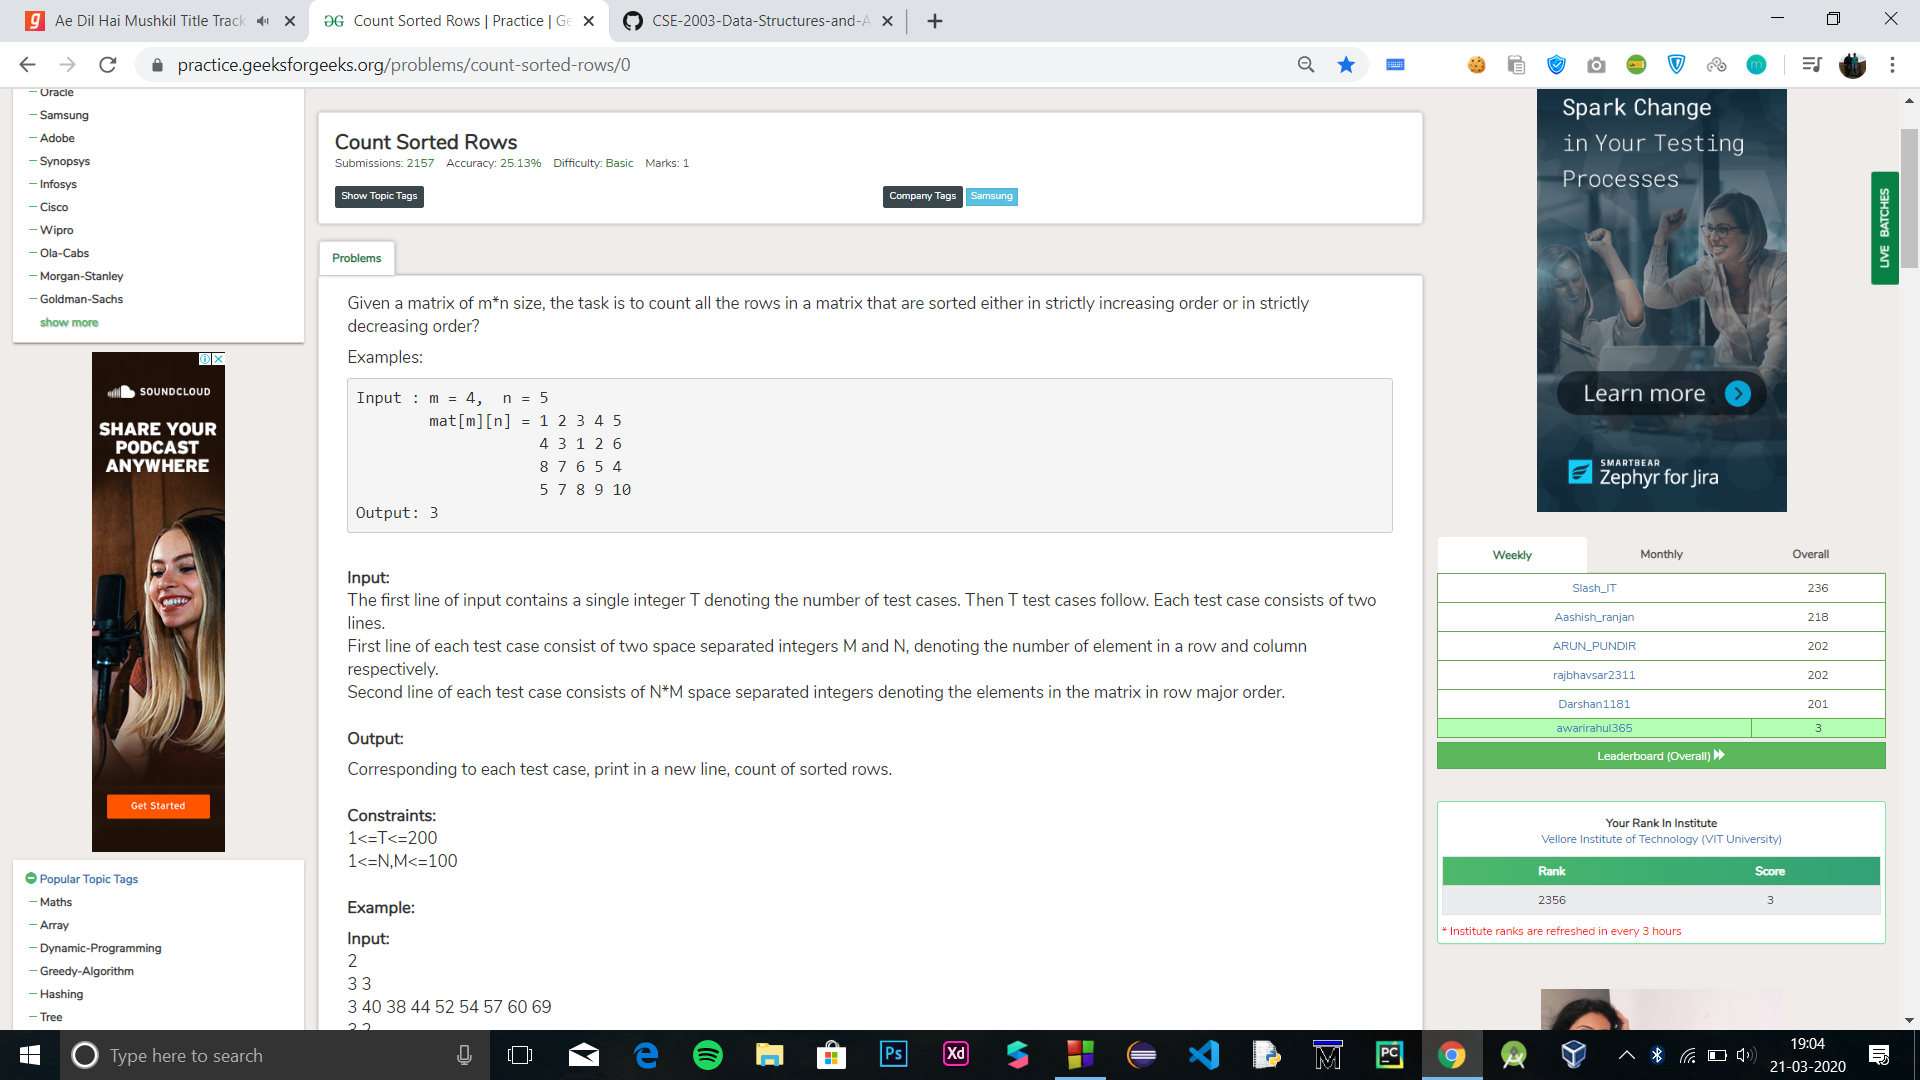 Ae Dil Hai Mushkil Title Track
Count Sorted Rows | Practice | Ge
CSE-2003-Data-Structures-and-A
practice.geeksforgeeks.org/problems/count-sorted-rows/0
Oracle
Samsung
Adobe
Synopsys
Infosys
Cisco
Wipro
Ola-Cabs
Morgan-Stanley
Goldman-Sachs
show more
SOUNDCLOUD
SHARE YOUR
PODCAST
ANYWHERE
Get Started
Popular Topic Tags
Maths
Array
Dynamic-Programming
Greedy-Algorithm
Hashing
Tree
Count Sorted Rows
Submissions: 2157 Accuracy: 25.13% Difficulty: Basic Marks: 1
Show Topic Tags
Company Tags Samsung
Problems
Given a matrix of m*n size, the task is to count all the rows in a matrix that are sorted either in strictly increasing order or in strictly
decreasing order?
Examples:
Input : m = 4,  n = 5
mat[m][n] = 1 2 3 4 5
4 3 1 2 6
8 7 6 5 4
5 7 8 9 10
Output: 3
Input:
The first line of input contains a single integer T denoting the number of test cases. Then T test cases follow. Each test case consists of two
lines.
First line of each test case consist of two space separated integers M and N, denoting the number of element in a row and column
respectively.
Second line of each test case consists of N*M space separated integers denoting the elements in the matrix in row major order.
Output:
Corresponding to each test case, print in a new line, count of sorted rows.
Constraints:
1<=T<=200
1<=N,M<=100
Example:
Input:
2
3 3
3 40 38 44 52 54 57 60 69
3 2
Spark Change
in Your Testing
Processes
Learn more
SMARTBEAR
Zephyr for Jira
LIVE BATCHES
Weekly Monthly Overall
Slash_IT 236
Aashish_ranjan 218
ARUN_PUNDIR 202
rajbhavsar2311 202
Darshan1181 201
awarirahul365 3
Leaderboard (Overall)
Your Rank In Institute
Vellore Institute of Technology (VIT University)
Rank Score
2356 3
* Institute ranks are refreshed in every 3 hours
Type here to search
Ps
Xd
PC
19:04
21-03-2020